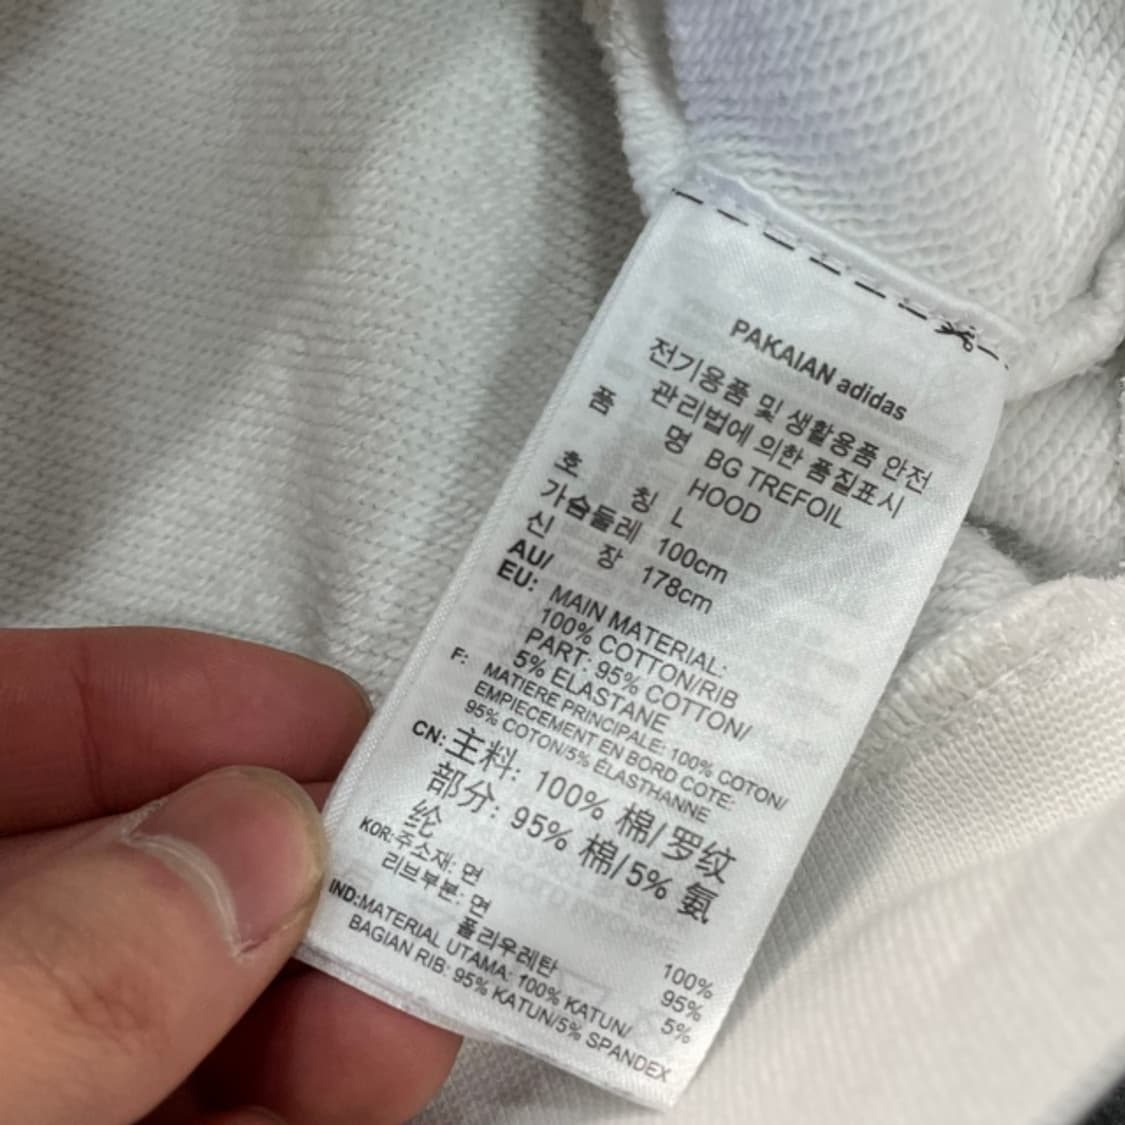 PAKAIAN adidas
전기용품 및 생활용품 안전
관리법에 의한 품질표시
품 명 BG TREFOIL
HOOD
호 칭 L
가슴둘레 100cm
신 장 178cm
AU/
EU: MAIN MATERIAL:
100% COTTON/RIB
PART: 95% COTTON/
5% ELASTANE
F: MATIERE PRINCIPALE: 100% COTON/
EMPIECEMENT EN BORD COTE:
95% COTON/5% ÉLASTHANNE
CN: 主料: 100% 棉/罗纹
部分: 95% 棉/5% 氨
纶
KOR: 주소재: 면 100%
리브부분: 면 95%
폴리우레탄 5%
IND: MATERIAL UTAMA: 100% KATUN/
BAGIAN RIB: 95% KATUN/5% SPANDEX